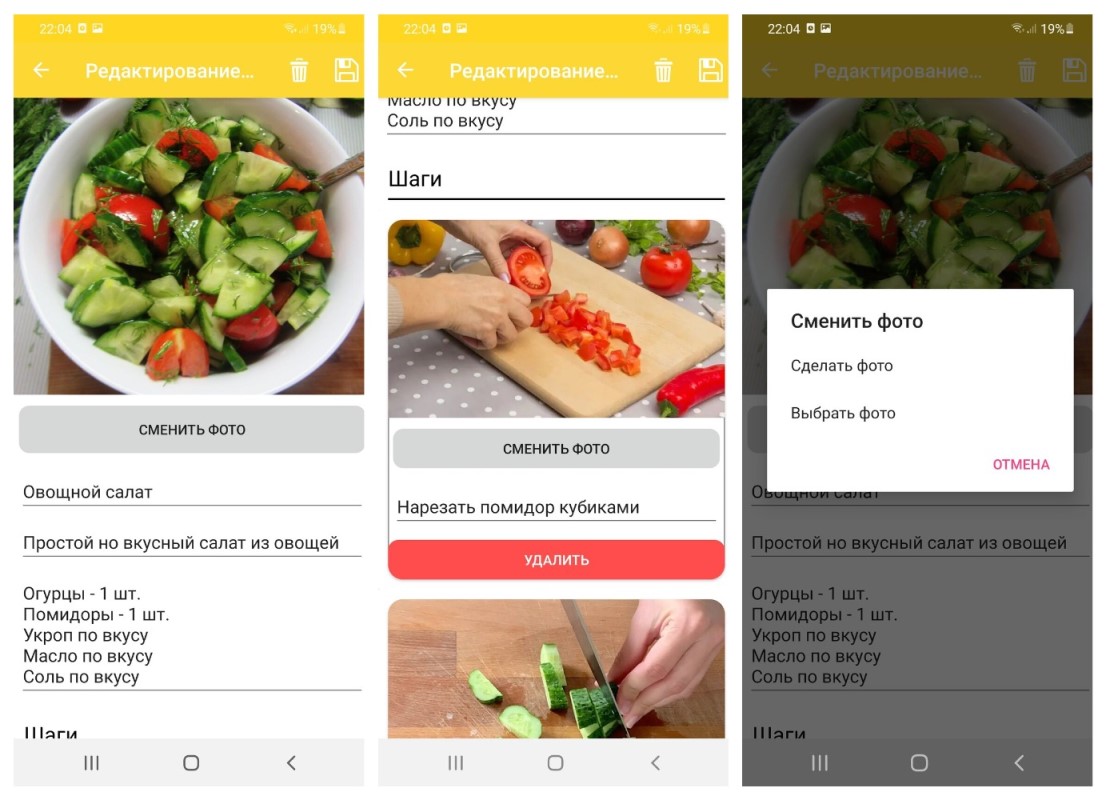 22:04
19%
Редактирование...
СМЕНИТЬ ФОТО
Овощной салат
Простой но вкусный салат из овощей
Огурцы - 1 шт.
Помидоры - 1 шт.
Укроп по вкусу
Масло по вкусу
Соль по вкусу
Шаги
22:04
19%
Редактирование...
Масло по вкусу
Соль по вкусу
Шаги
СМЕНИТЬ ФОТО
Нарезать помидор кубиками
УДАЛИТЬ
22:04
19%
Редактирование...
Сменить фото
Сделать фото
Выбрать фото
ОТМЕНА
Овощной салат
Простой но вкусный салат из овощей
Огурцы - 1 шт.
Помидоры - 1 шт.
Укроп по вкусу
Масло по вкусу
Соль по вкусу
Шаги